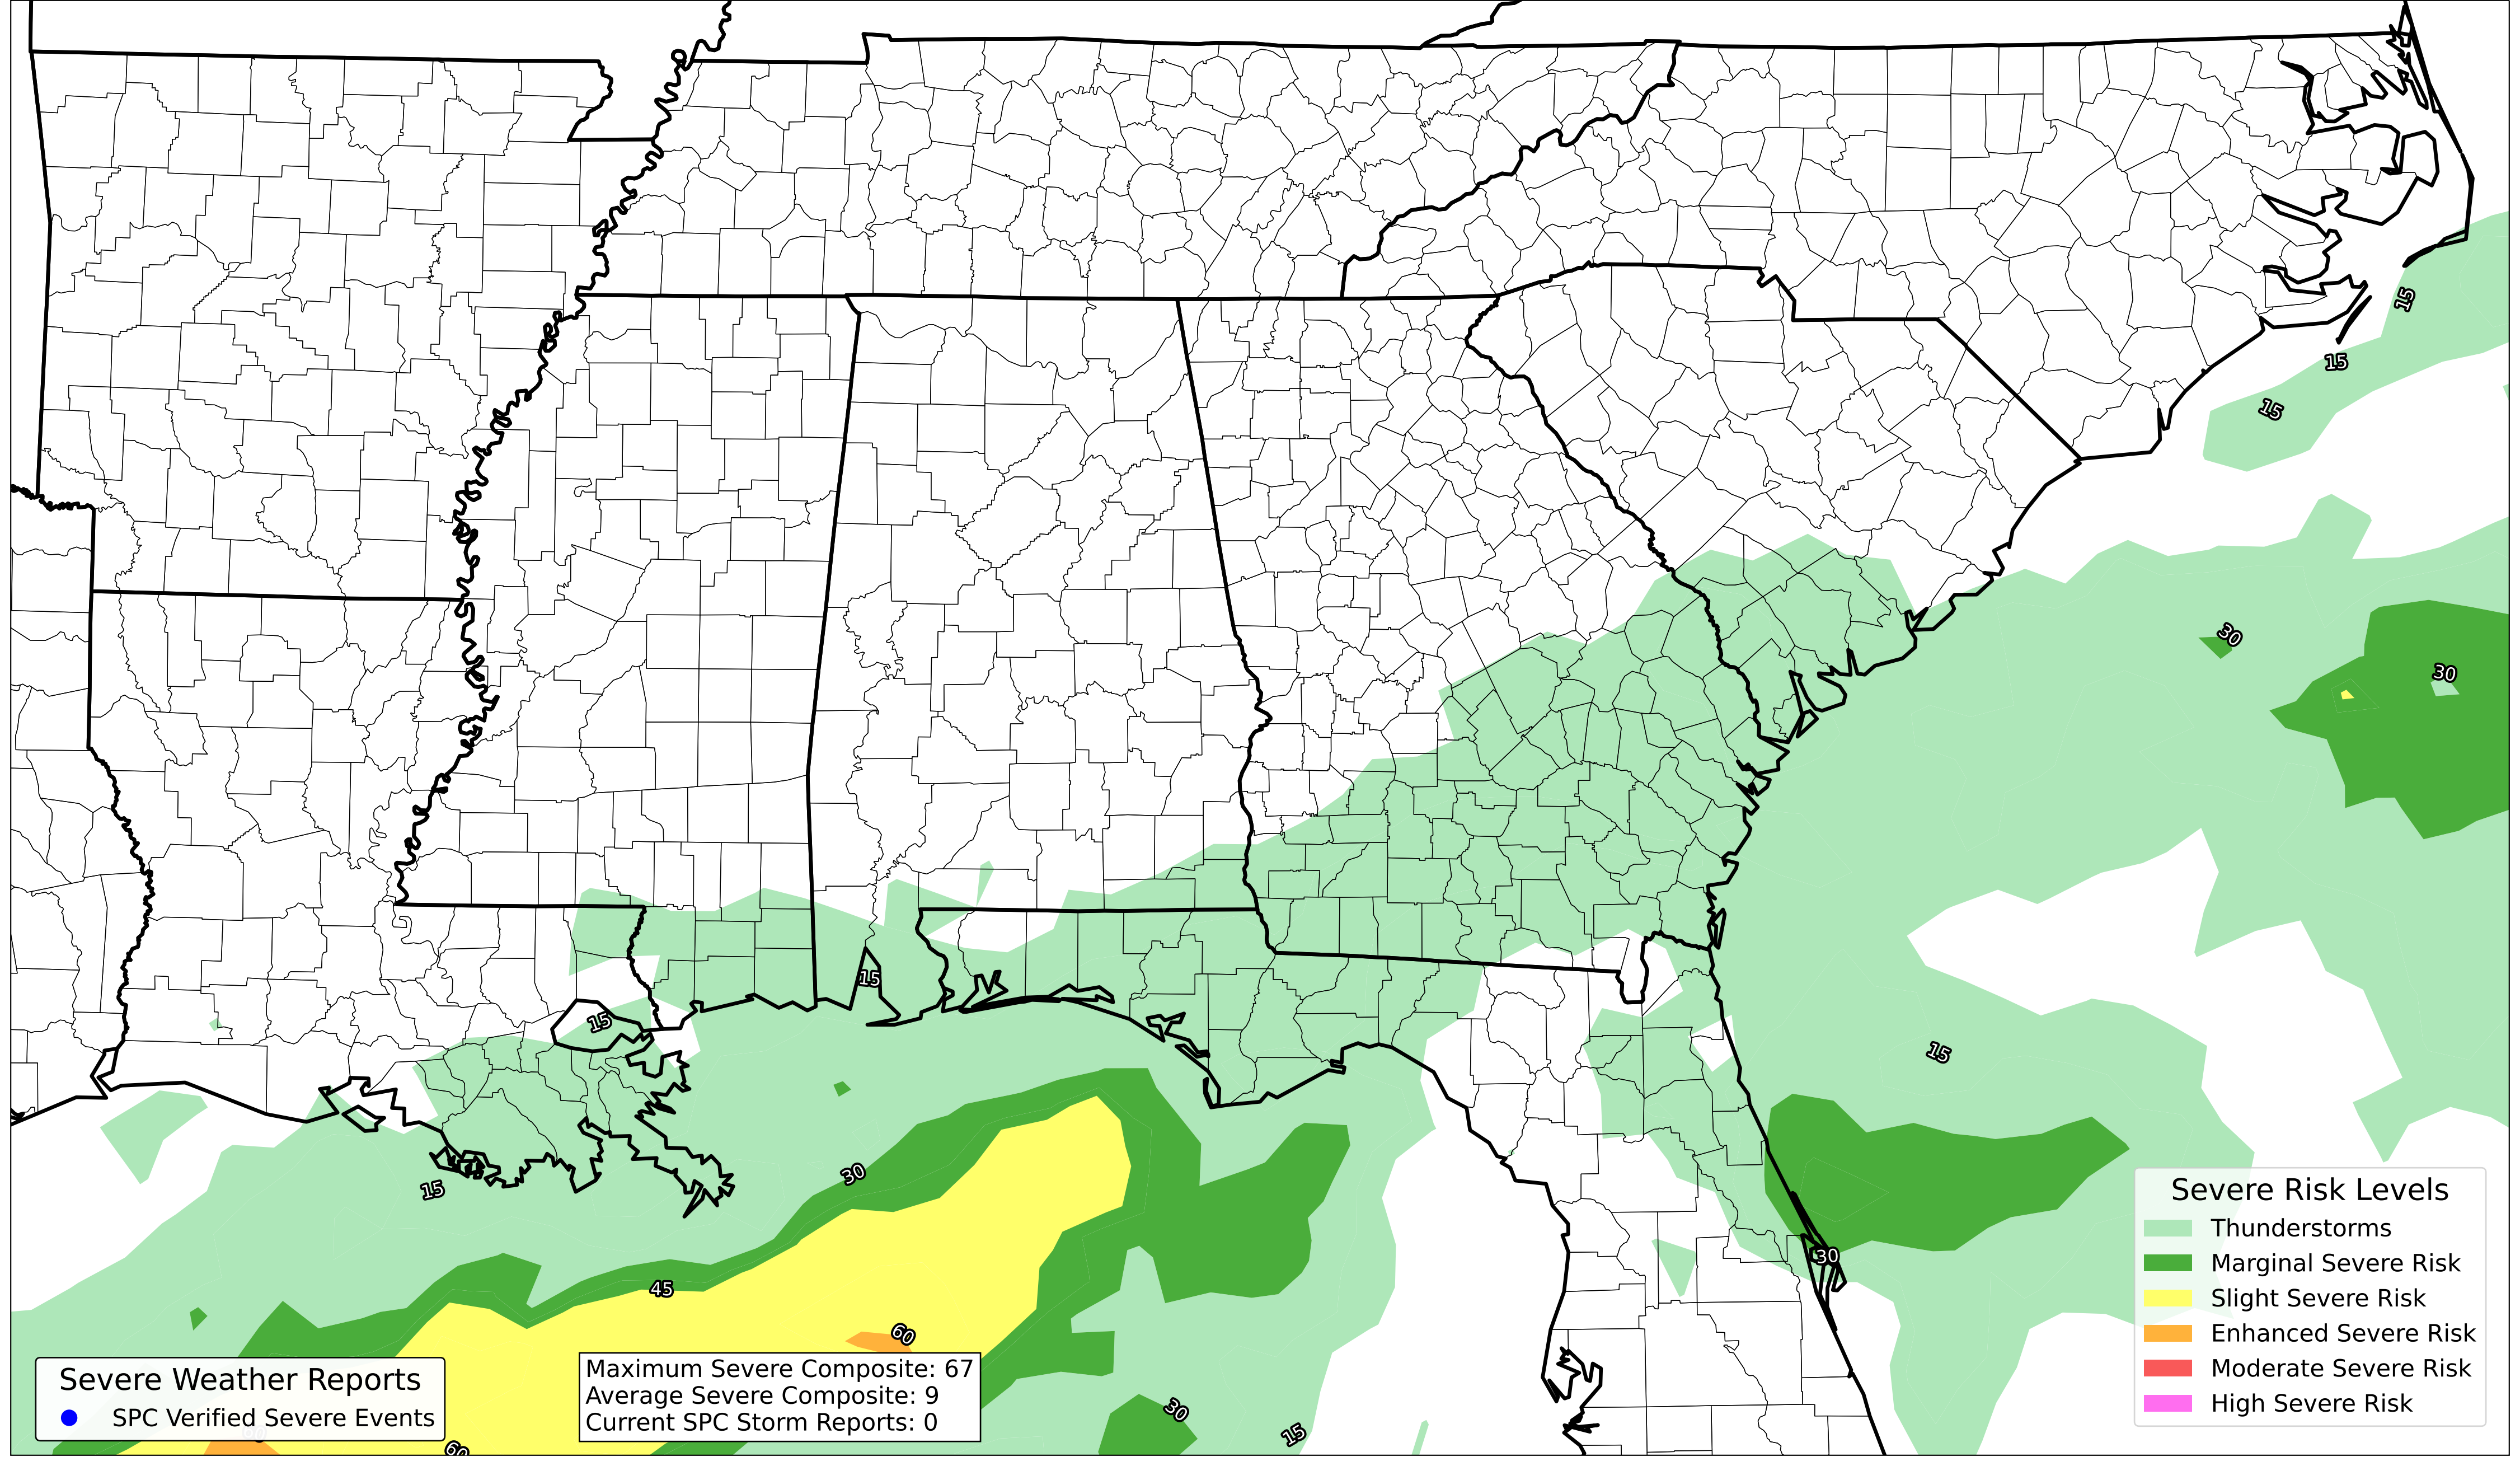 15
15
15
30
30
15
15
15
30
15
30
45
60
30
15
60
Severe Risk Levels
Thunderstorms
Marginal Severe Risk
Slight Severe Risk
Enhanced Severe Risk
Moderate Severe Risk
High Severe Risk
Severe Weather Reports
SPC Verified Severe Events
Maximum Severe Composite: 67
Average Severe Composite: 9
Current SPC Storm Reports: 0
30